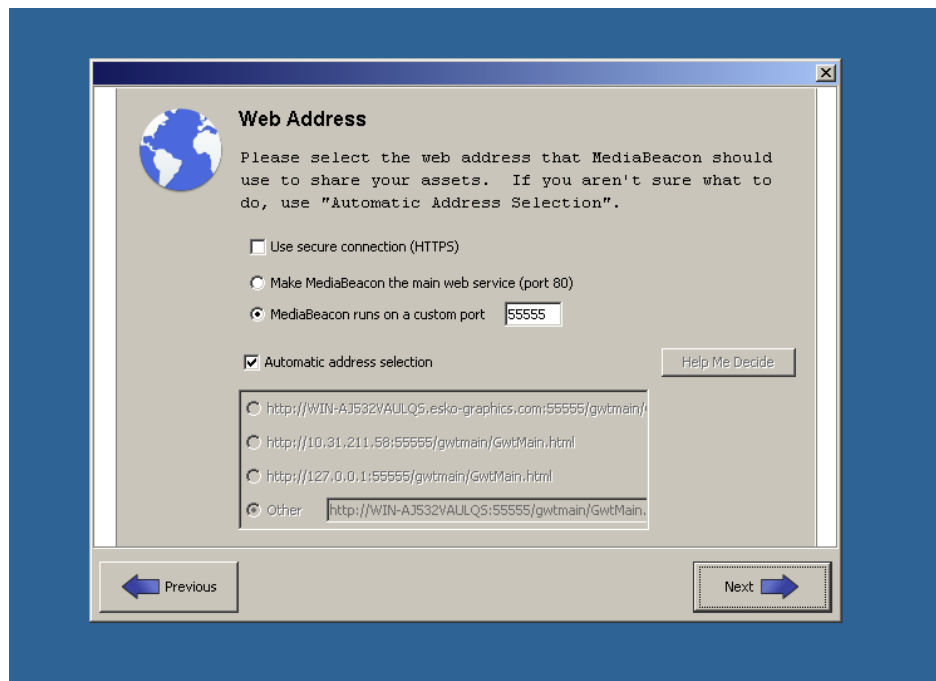 Web Address
Please select the web address that MediaBeacon should
use to share your assets.  If you aren't sure what to
do, use "Automatic Address Selection".
Use secure connection (HTTPS)
Make MediaBeacon the main web service (port 80)
MediaBeacon runs on a custom port 55555
Automatic address selection Help Me Decide
http://WIN-AJ532VAULQS.esko-graphics.com:55555/gwtmain/
http://10.31.211.58:55555/gwtmain/GwtMain.html
http://127.0.0.1:55555/gwtmain/GwtMain.html
Other http://WIN-AJ532VAULQS:55555/gwtmain/GwtMain.
Previous Next